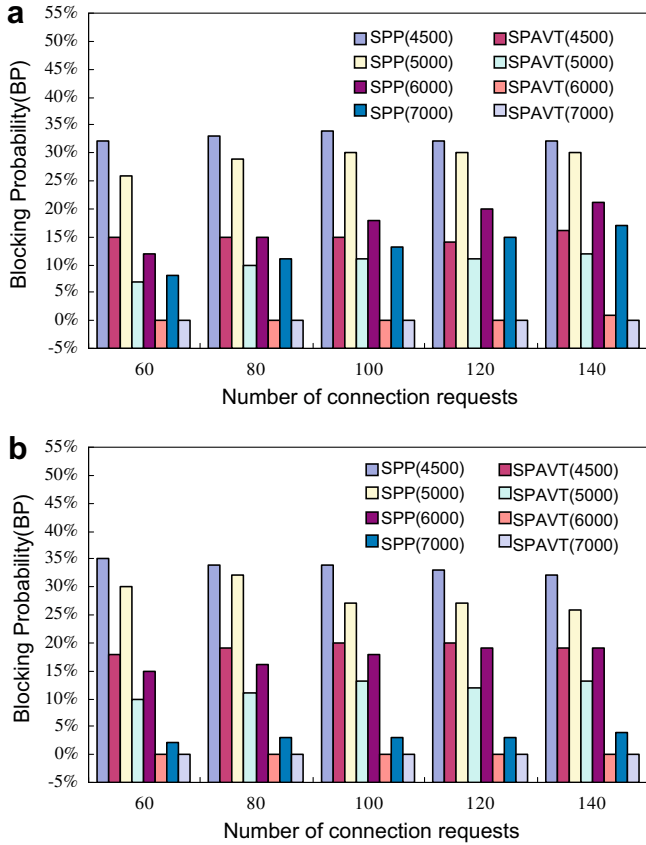 a
55%
50%
45%
40%
35%
30%
25%
20%
15%
10%
5%
0%
-5%
Blocking Probability(BP)
SPP(4500) SPAVT(4500)
SPP(5000) SPAVT(5000)
SPP(6000) SPAVT(6000)
SPP(7000) SPAVT(7000)
60 80 100 120 140
Number of connection requests
b
55%
50%
45%
40%
35%
30%
25%
20%
15%
10%
5%
0%
-5%
Blocking Probability(BP)
SPP(4500) SPAVT(4500)
SPP(5000) SPAVT(5000)
SPP(6000) SPAVT(6000)
SPP(7000) SPAVT(7000)
60 80 100 120 140
Number of connection requests